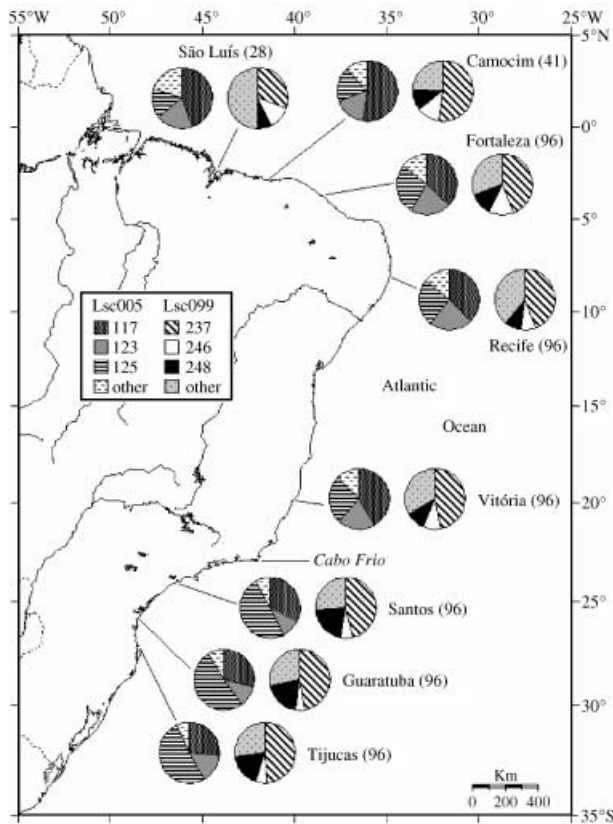 55°W 50° 45° 40° 35° 30° 25°W
5°N
São Luís (28)
Camocim (41)
0°
Fortaleza (96)
5°
Lsc005 Lsc099
117 237
123 246
125 248
other other
10°
Recife (96)
Atlantic
15°
Ocean
Vitória (96)
20°
Cabo Frio
25°
Santos (96)
Guaratuba (96)
30°
Tijucas (96)
Km
0 200 400
35°S